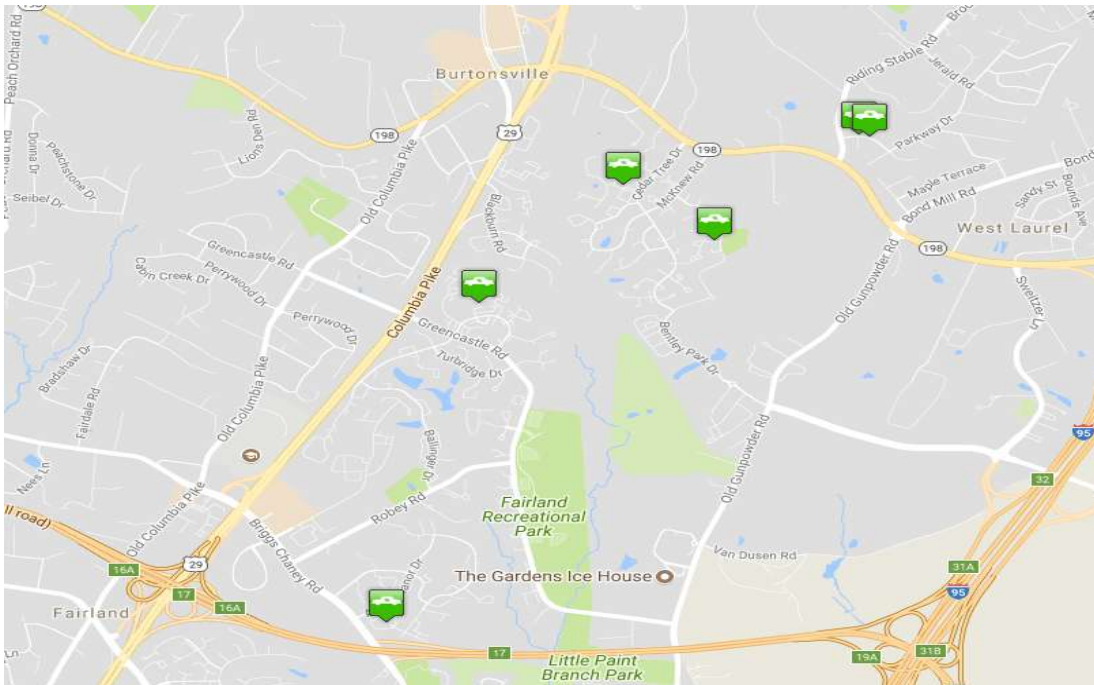 198
Peach Orchard Rd
Burtonsville
29
Riding Stable Rd
Jerald Rd
Parkway Dr
Lions Den Rd
198
198
Donna Dr
Peachstone Dr
Old Columbia Pike
Cedar Tree Dr
McKnew Rd
Maple Terrace
Bond Mill Rd
Sandy St
Bounds Ave
Seibel Dr
Blackburn Rd
West Laurel
198
Greencastle Rd
Cabin Creek Dr
Perrywood Dr
Perrywood Dr
Columbia Pike
Old Gunpowder Rd
Sweitzer Ln
Greencastle Rd
Turbridge Dr
Bentley Park Dr
Bradshaw Dr
Fairdale Rd
Old Columbia Pike
Ballinger Dr
Old Gunpowder Rd
95
Nees Ln
32
Robey Rd
Fairland
Recreational
Park
Old Columbia Pike
Briggs Chaney Rd
Van Dusen Rd
29
16A
31A
The Gardens Ice House
17
95
16A
Fairland
17
19A
31B
Little Paint
Branch Park